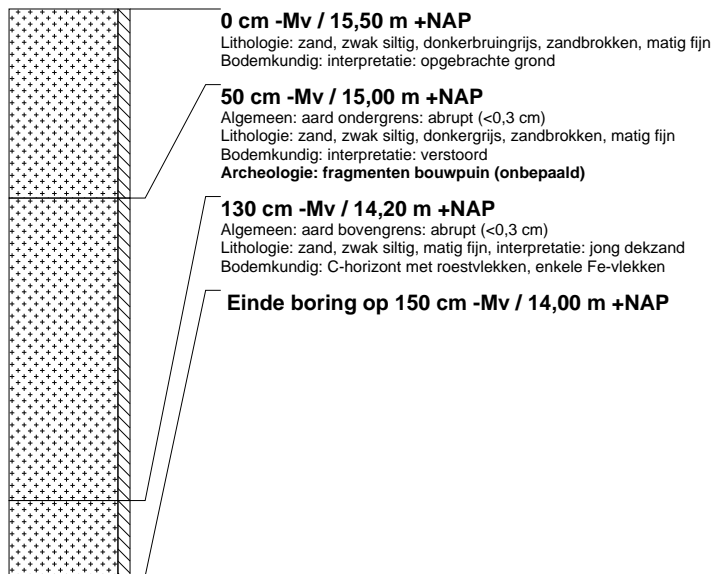 0 cm -Mv / 15,50 m +NAP
Lithologie: zand, zwak siltig, donkerbruingrijs, zandbrokken, matig fijn
Bodemkundig: interpretatie: opgebrachte grond
50 cm -Mv / 15,00 m +NAP
Algemeen: aard ondergrens: abrupt (<0,3 cm)
Lithologie: zand, zwak siltig, donkergrijs, zandbrokken, matig fijn
Bodemkundig: interpretatie: verstoord
Archeologie: fragmenten bouwpuin (onbepaald)
130 cm -Mv / 14,20 m +NAP
Algemeen: aard bovengrens: abrupt (<0,3 cm)
Lithologie: zand, zwak siltig, matig fijn, interpretatie: jong dekzand
Bodemkundig: C-horizont met roestvlekken, enkele Fe-vlekken
Einde boring op 150 cm -Mv / 14,00 m +NAP